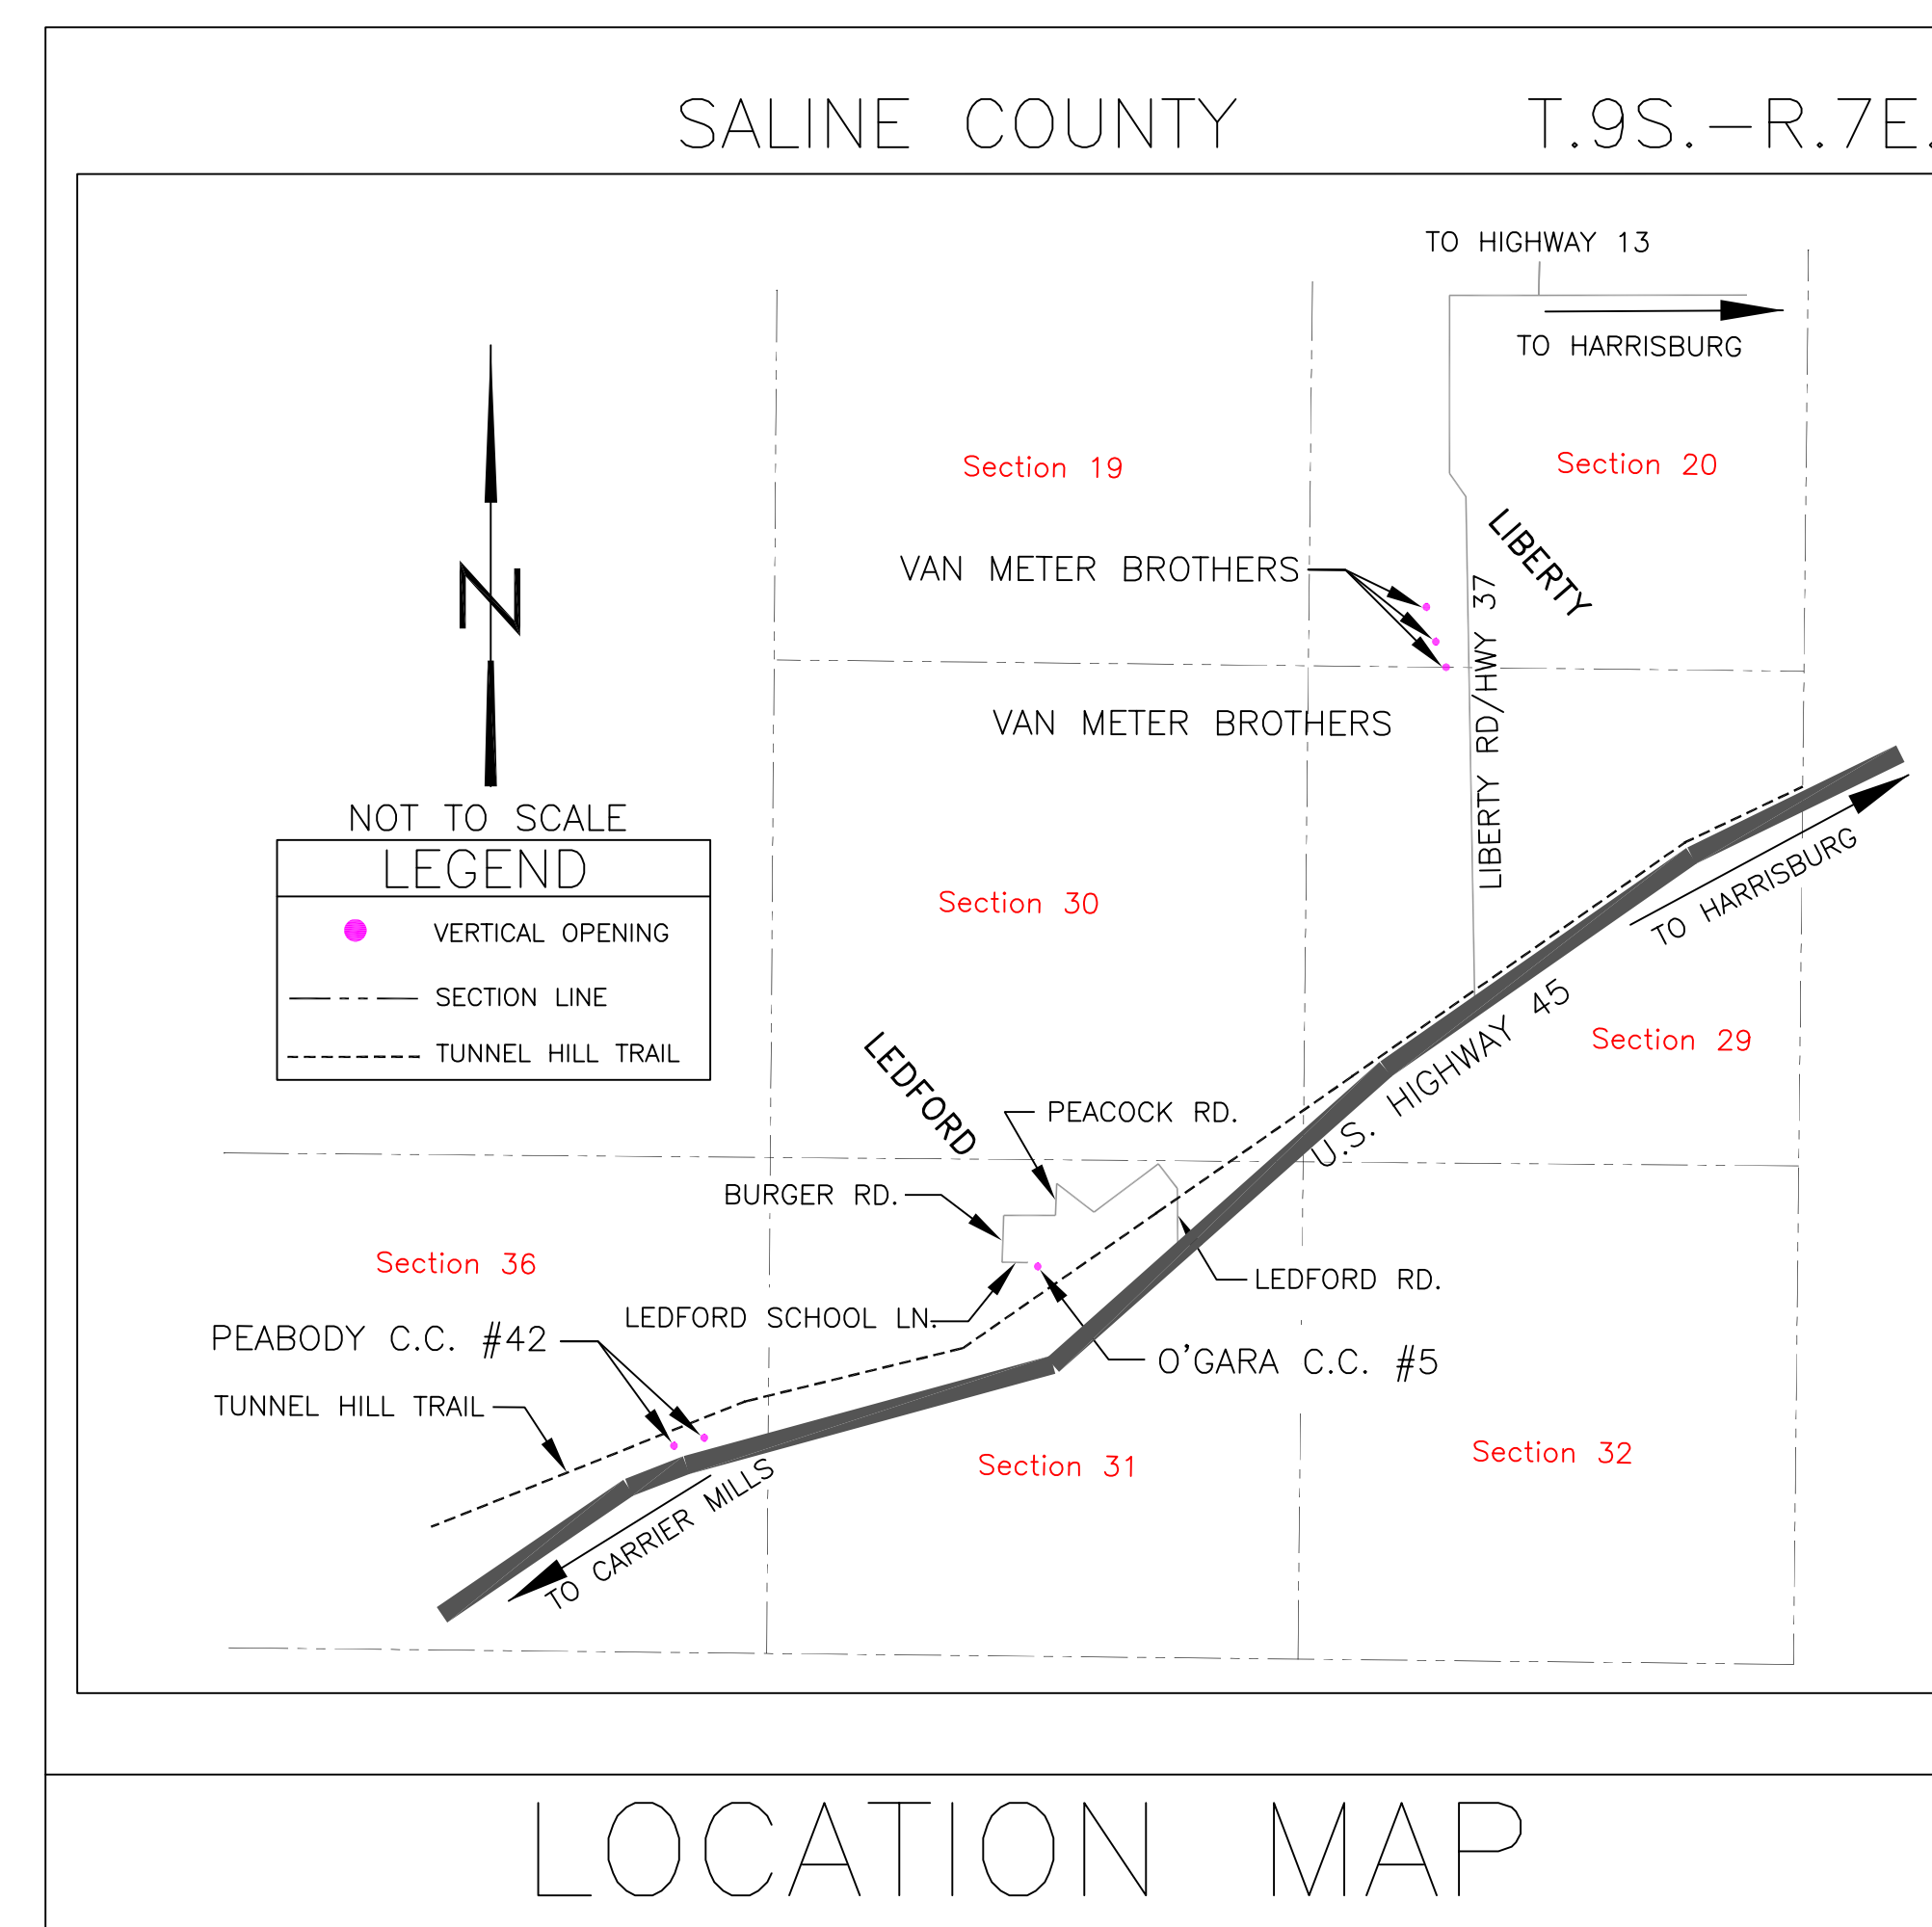 SALINE COUNTY T.9S.-R.7E.
TO HIGHWAY 13
TO HARRISBURG
Section 19
Section 20
LIBERTY
VAN METER BROTHERS
LIBERTY RD/HWY 37
VAN METER BROTHERS
N
NOT TO SCALE
LEGEND
VERTICAL OPENING
SECTION LINE
TUNNEL HILL TRAIL
Section 30
TO HARRISBURG
U.S. HIGHWAY 45
Section 29
LEDFORD
PEACOCK RD.
BURGER RD.
Section 36
LEDFORD RD.
LEDFORD SCHOOL LN.
PEABODY C.C. #42
O'GARA C.C. #5
TUNNEL HILL TRAIL
Section 31
Section 32
TO CARRIER MILLS
LOCATION MAP